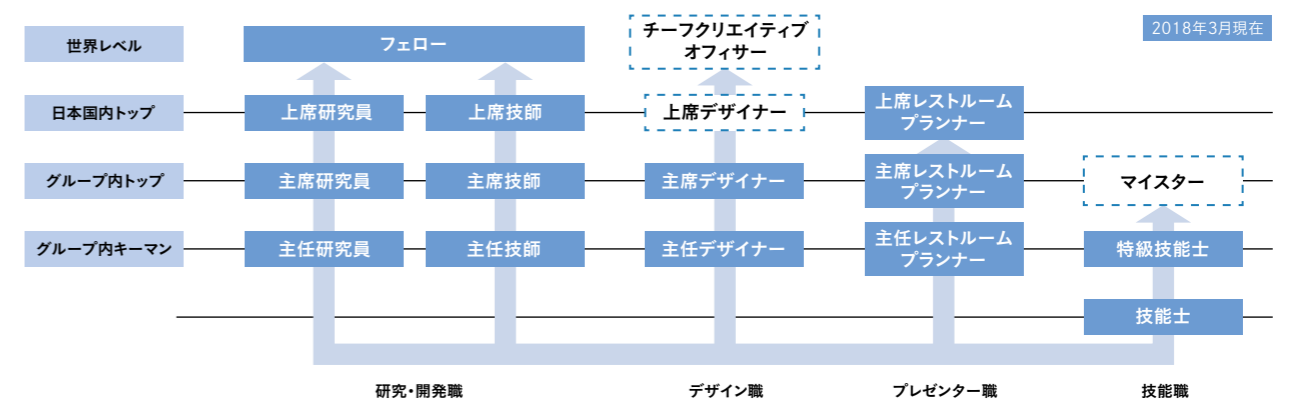 世界レベル
フェロー
チーフクリエイティブ
オフィサー
2018年3月現在
日本国内トップ
上席研究員
上席技師
上席デザイナー
上席レストルーム
プランナー
グループ内トップ
主席研究員
主席技師
主席デザイナー
主席レストルーム
プランナー
マイスター
グループ内キーマン
主任研究員
主任技師
主任デザイナー
主任レストルーム
プランナー
特級技能士
技能士
研究・開発職
デザイン職
プレゼンター職
技能職